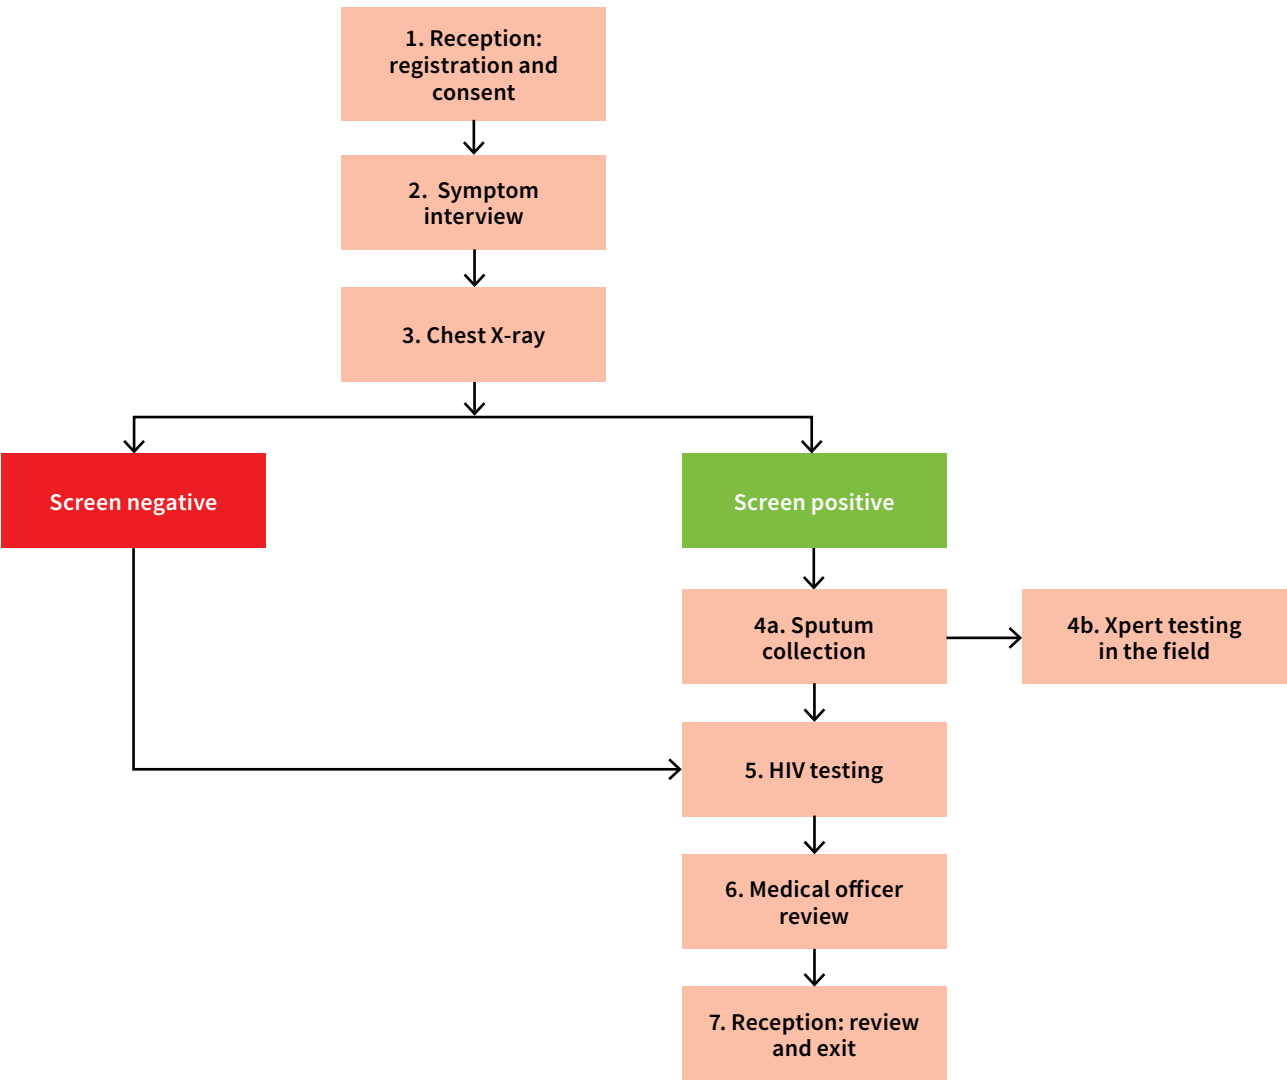 1. Reception:
registration and
consent
2. Symptom
interview
3. Chest X-ray
Screen negative
Screen positive
4a. Sputum
collection
4b. Xpert testing
in the field
5. HIV testing
6. Medical officer
review
7. Reception: review
and exit